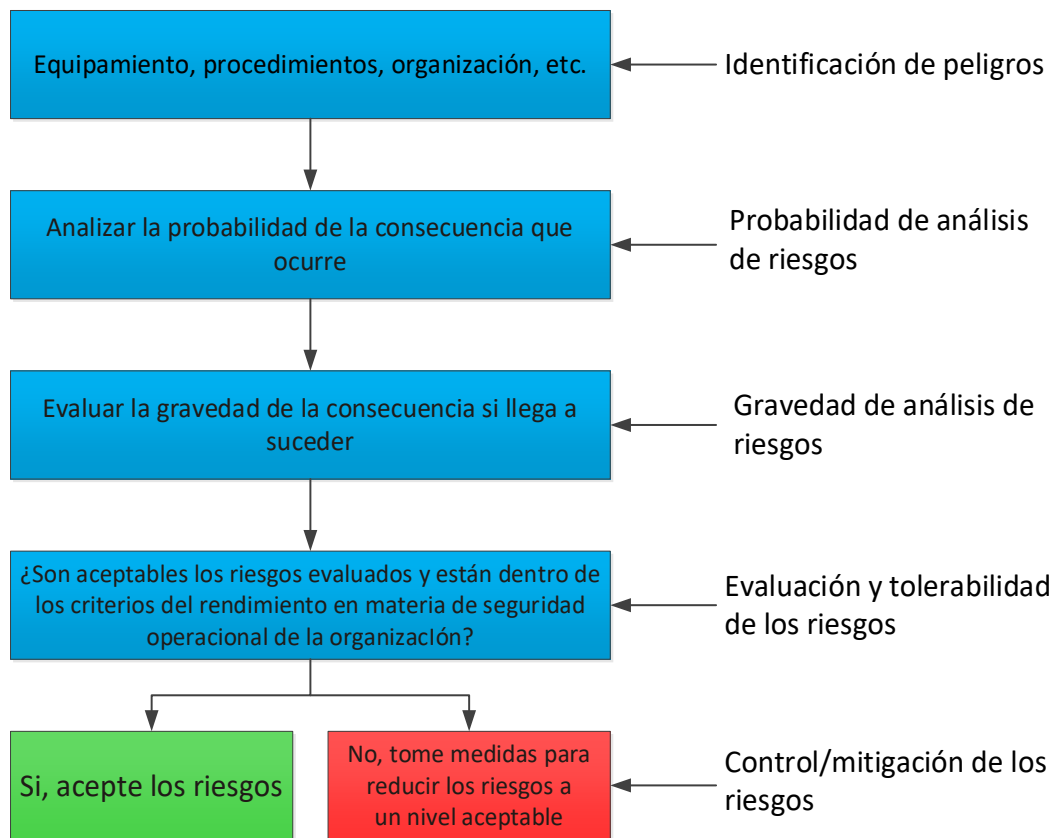 Equipamiento, procedimientos, organización, etc.
Identificación de peligros
Analizar la probabilidad de la consecuencia que
ocurre
Probabilidad de análisis
de riesgos
Evaluar la gravedad de la consecuencia si llega a
suceder
Gravedad de análisis de
riesgos
¿Son aceptables los riesgos evaluados y están dentro de
los criterios del rendimiento en materia de seguridad
operacional de la organización?
Evaluación y tolerabilidad
de los riesgos
Si, acepte los riesgos
No, tome medidas para
reducir los riesgos a
un nivel aceptable
Control/mitigación de los
riesgos